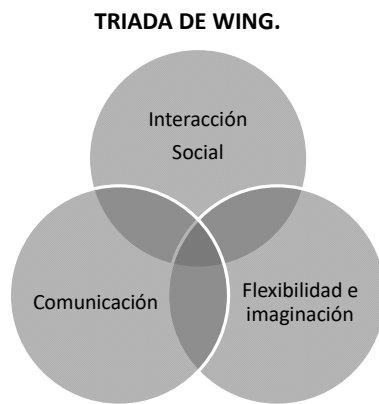 TRIADA DE WING.
Interacción
Social
Comunicación
Flexibilidad e
imaginación